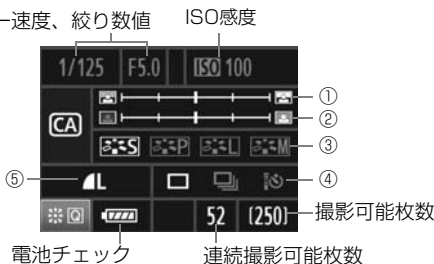 ー速度、絞り数値
ISO感度
1/125 F5.0 ISO 100
①
CA
②
S P L M ③
⑤ L ④
Q 52 [250] 撮影可能枚数
電池チェック 連続撮影可能枚数